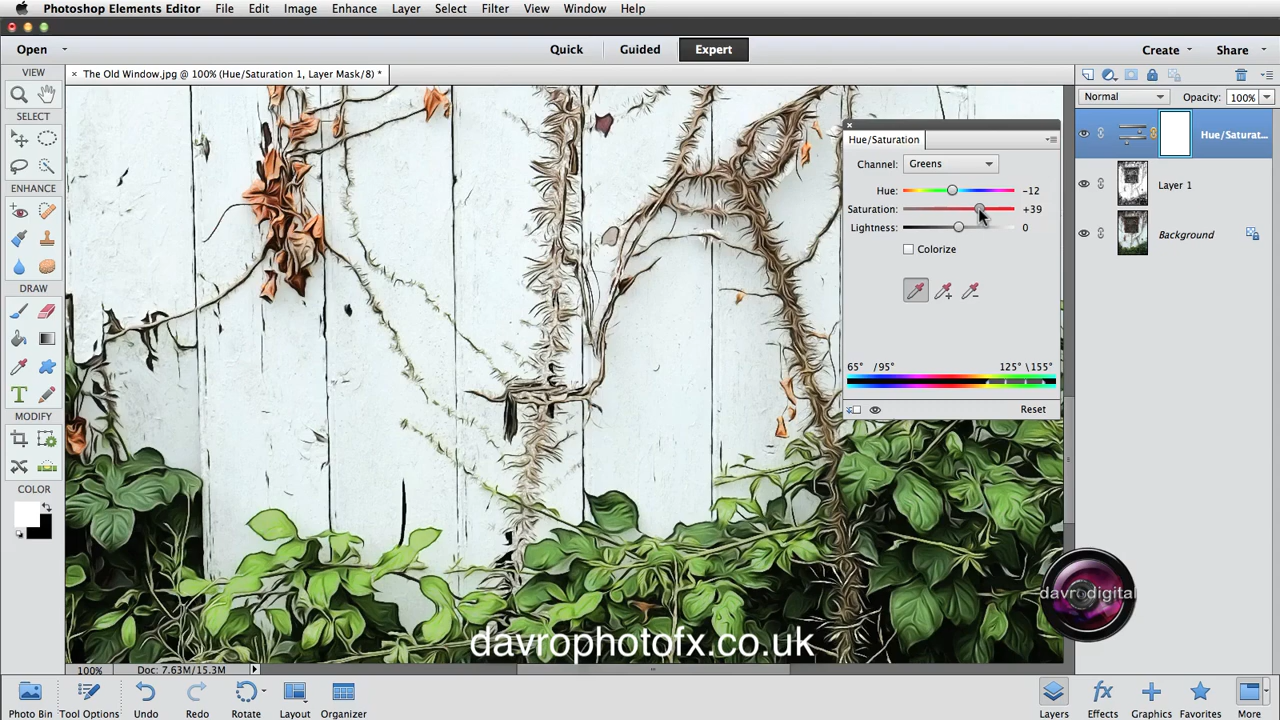 Photoshop Elements Editor File Edit Image Enhance Layer Select Filter View Window Help
Open Quick Guided Expert Create Share
× The Old Window.jpg @ 100% (Hue/Saturation 1, Layer Mask/8) *
VIEW
SELECT
ENHANCE
DRAW
T
MODIFY
COLOR
Normal Opacity: 100%
Hue/Saturat...
Layer 1
Background
Hue/Saturation
Channel: Greens
Hue: -12
Saturation: +39
Lightness: 0
Colorize
65° /95° 125° \155°
Reset
davrodigital
davrophotofx.co.uk
100% Doc: 7.63M/15.3M
Photo Bin Tool Options Undo Redo Rotate Layout Organizer Layers Effects Graphics Favorites More